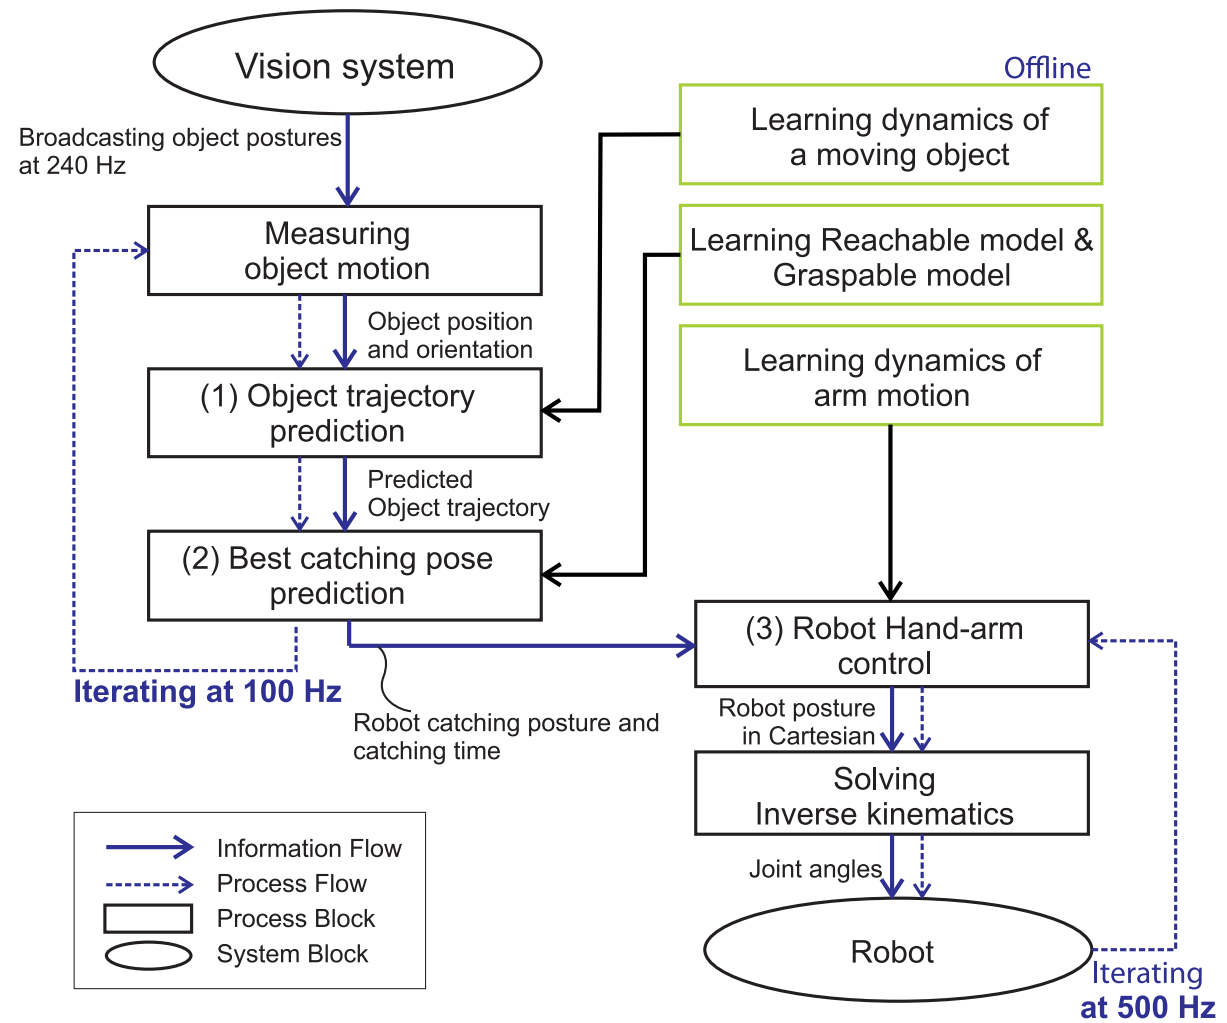 Vision system
Broadcasting object postures
at 240 Hz
Offline
Learning dynamics of
a moving object
Measuring
object motion
Learning Reachable model &
Graspable model
Object position
and orientation
Learning dynamics of
arm motion
(1) Object trajectory
prediction
Predicted
Object trajectory
(2) Best catching pose
prediction
Iterating at 100 Hz
Robot catching posture and
catching time
(3) Robot Hand-arm
control
Robot posture
in Cartesian
Solving
Inverse kinematics
Joint angles
Robot
Iterating
at 500 Hz
Information Flow
Process Flow
Process Block
System Block